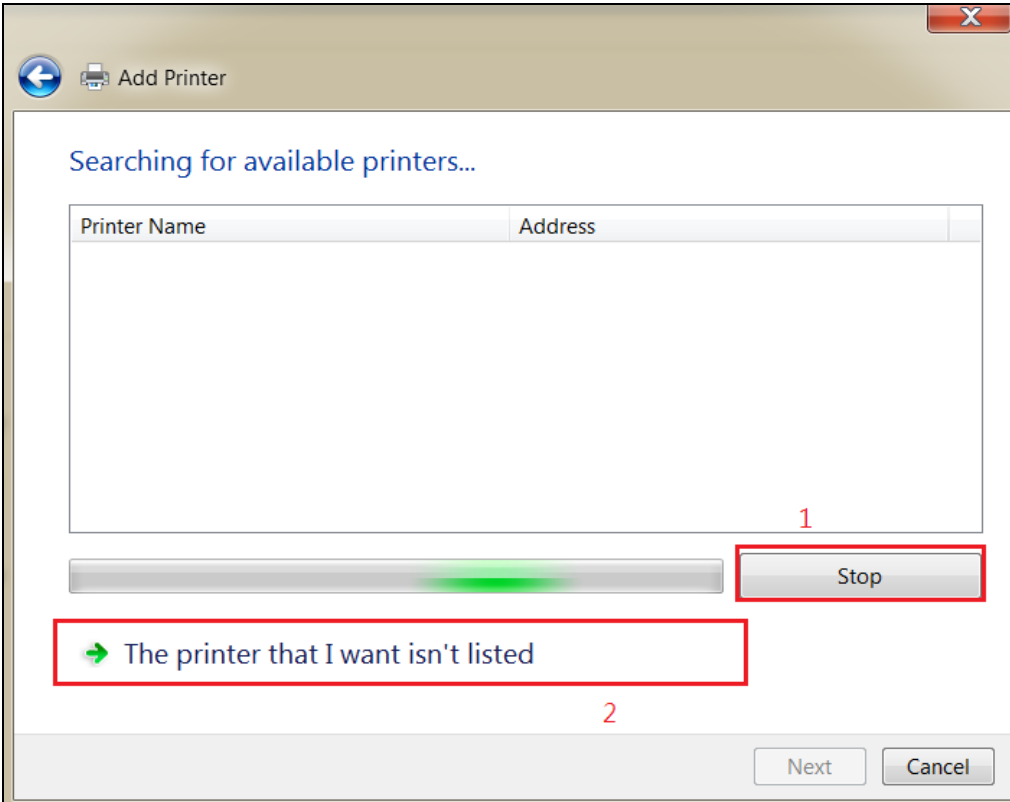 X
Add Printer
Searching for available printers...
Printer Name Address
1
Stop
The printer that I want isn't listed
2
Next Cancel